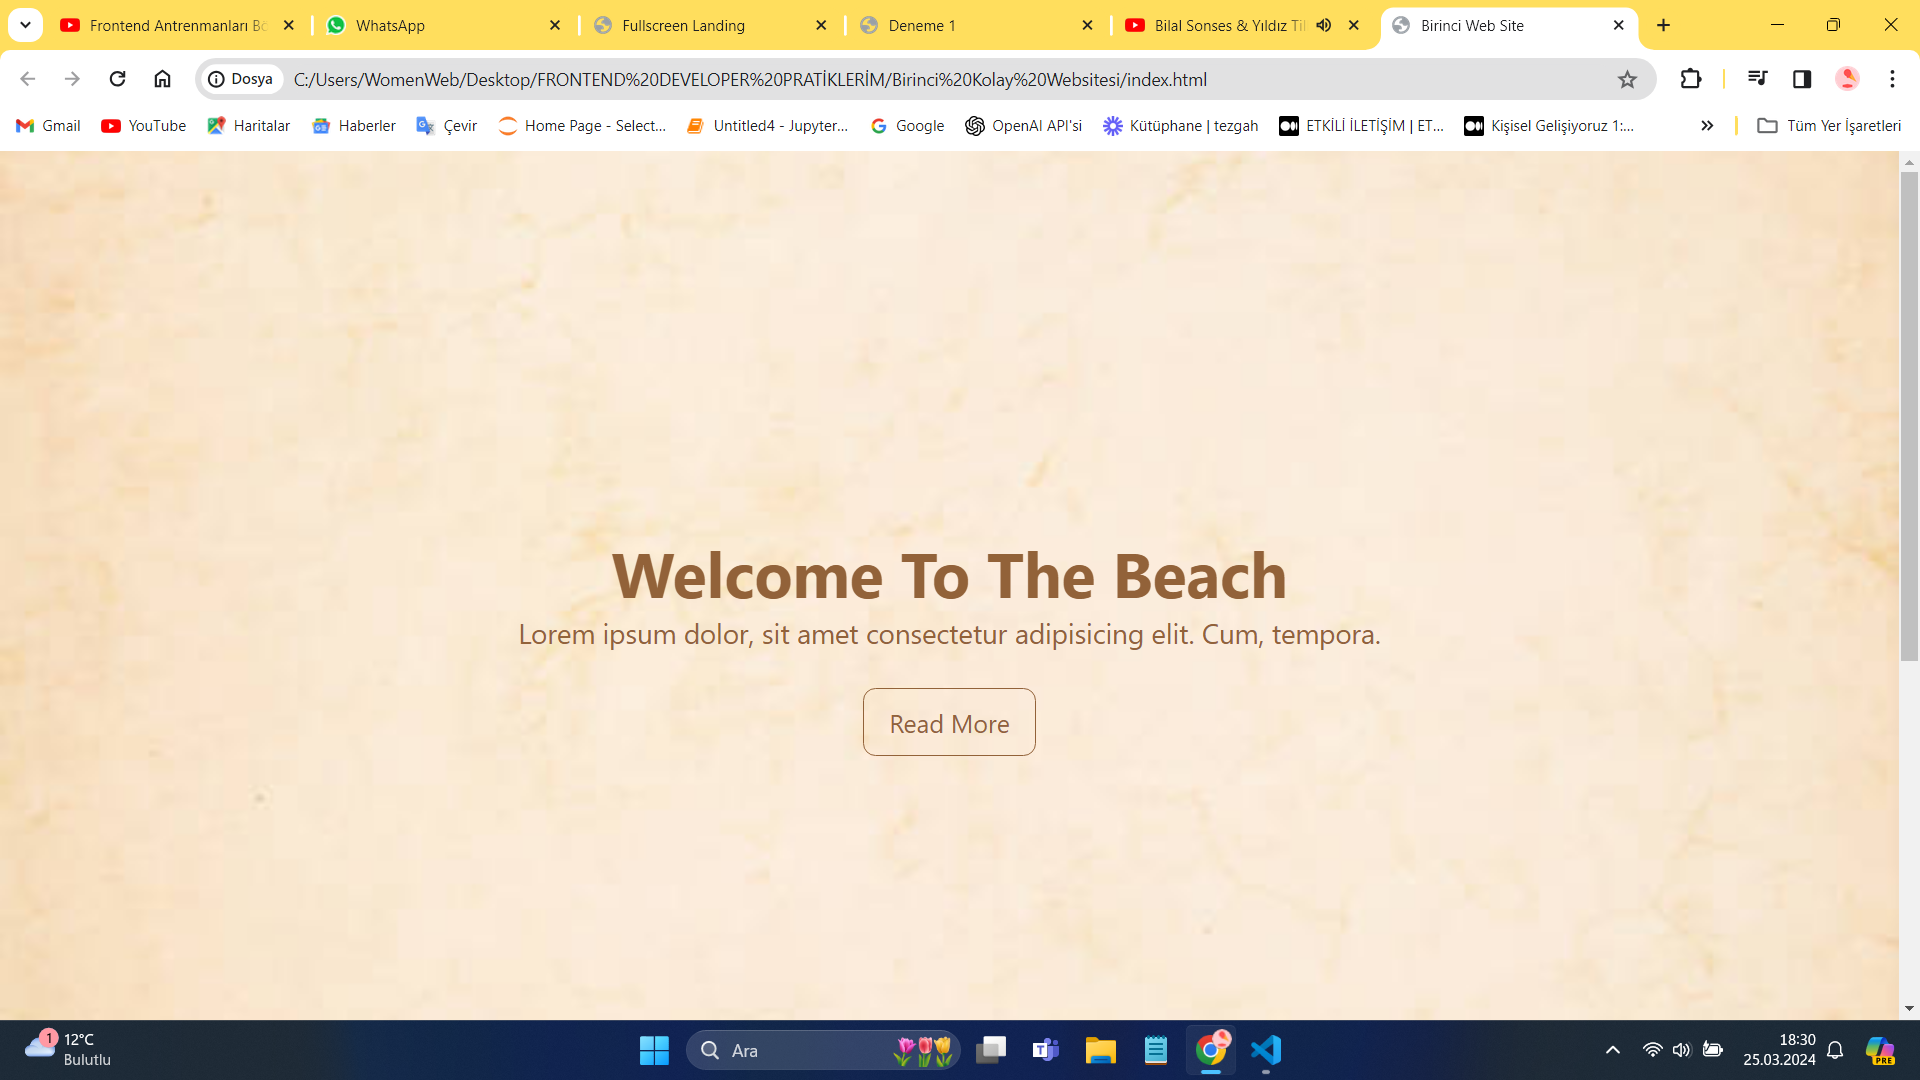 Frontend Antrenmanları Bö
WhatsApp
Fullscreen Landing
Deneme 1
Bilal Sonses & Yıldız Til
Birinci Web Site
Dosya
C:/Users/WomenWeb/Desktop/FRONTEND%20DEVELOPER%20PRATİKLERİM/Birinci%20Kolay%20Websitesi/index.html
Gmail
YouTube
Haritalar
Haberler
Çevir
Home Page - Select...
Untitled4 - Jupyter...
Google
OpenAI API'si
Kütüphane | tezgah
ETKİLİ İLETİŞİM | ET...
Kişisel Gelişiyoruz 1:...
Tüm Yer İşaretleri
Welcome To The Beach
Lorem ipsum dolor, sit amet consectetur adipisicing elit. Cum, tempora.
Read More
1
12°C
Bulutlu
Ara
18:30
25.03.2024
PRE